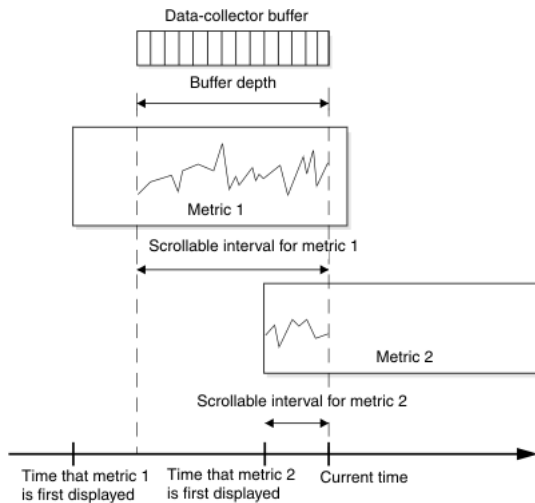 Data-collector buffer
Buffer depth
Metric 1
Scrollable interval for metric 1
Metric 2
Scrollable interval for metric 2
Time that metric 1
is first displayed
Time that metric 2
is first displayed
Current time